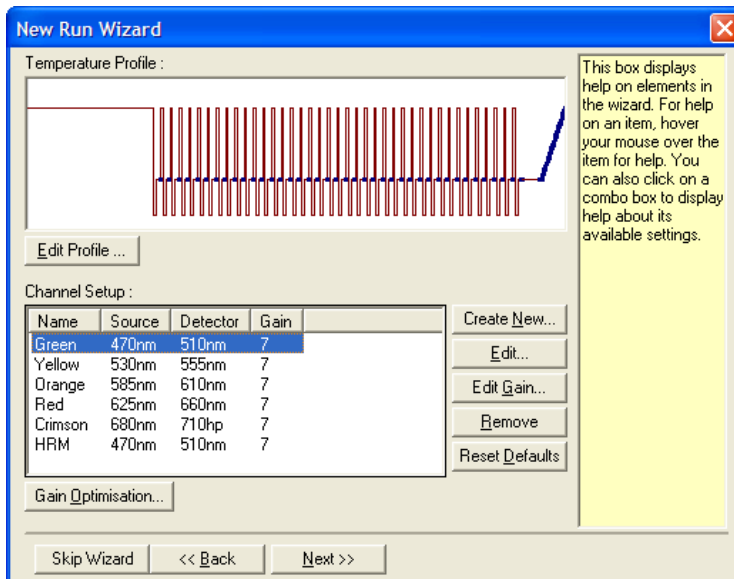 New Run Wizard
Temperature Profile :
Edit Profile ...
Channel Setup :
Name Source Detector Gain
Green 470nm 510nm 7
Yellow 530nm 555nm 7
Orange 585nm 610nm 7
Red 625nm 660nm 7
Crimson 680nm 710hp 7
HRM 470nm 510nm 7
Create New...
Edit...
Edit Gain...
Remove
Reset Defaults
Gain Optimisation...
Skip Wizard << Back Next >>
This box displays
help on elements in
the wizard. For help
on an item, hover
your mouse over the
item for help. You
can also click on a
combo box to display
help about its
available settings.